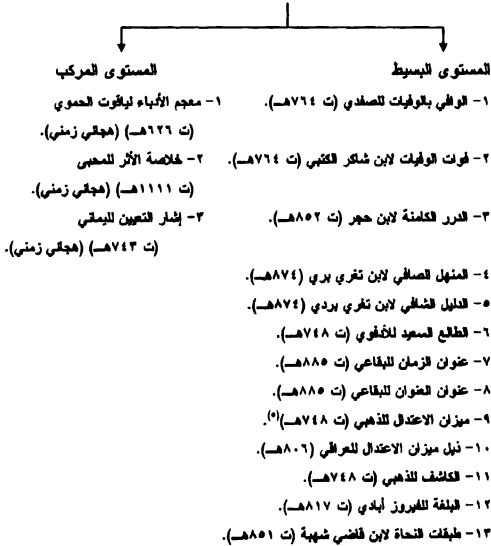 المستوى البسيط
١- الوافي بالوفيات للصفدي (ت ٧٦٤هـ).
٢- فوات الوفيات لابن شاكر الكتبي (ت ٧٦٤هـ).
٣- الدرر الكامنة لابن حجر (ت ٨٥٢هـ).
٤- المنهل الصافي لابن تغري بري (٨٧٤هـ).
٥- الدليل الشافي لابن تغري بردي (٨٧٤هـ).
٦- الطالع السعيد للأدفوي (ت ٧٤٨هـ).
٧- عنوان الزمان للبقاعي (ت ٨٨٥هـ).
٨- عنوان العنوان للبقاعي (ت ٨٨٥هـ).
٩- ميزان الاعتدال للذهبي (ت ٧٤٨هـ)(٥).
١٠- ذيل ميزان الاعتدال للعراقي (٨٠٦هـ).
١١- الكاشف للذهبي (ت ٧٤٨هـ).
١٢- البلغة للفيروز أبادي (ت ٨١٧هـ).
١٣- طبقات النحاة لابن قاضي شهبة (ت ٨٥١هـ).
المستوى المركب
١- معجم الأدباء لياقوت الحموي
(ت ٦٢٦هـ) (هجائي زمني).
٢- خلاصة الأثر للمحبى
(ت ١١١١هـ) (هجائي زمني).
٣- إشار التعيين لليماني
(ت ٧٤٣هـ) (هجائي زمني).